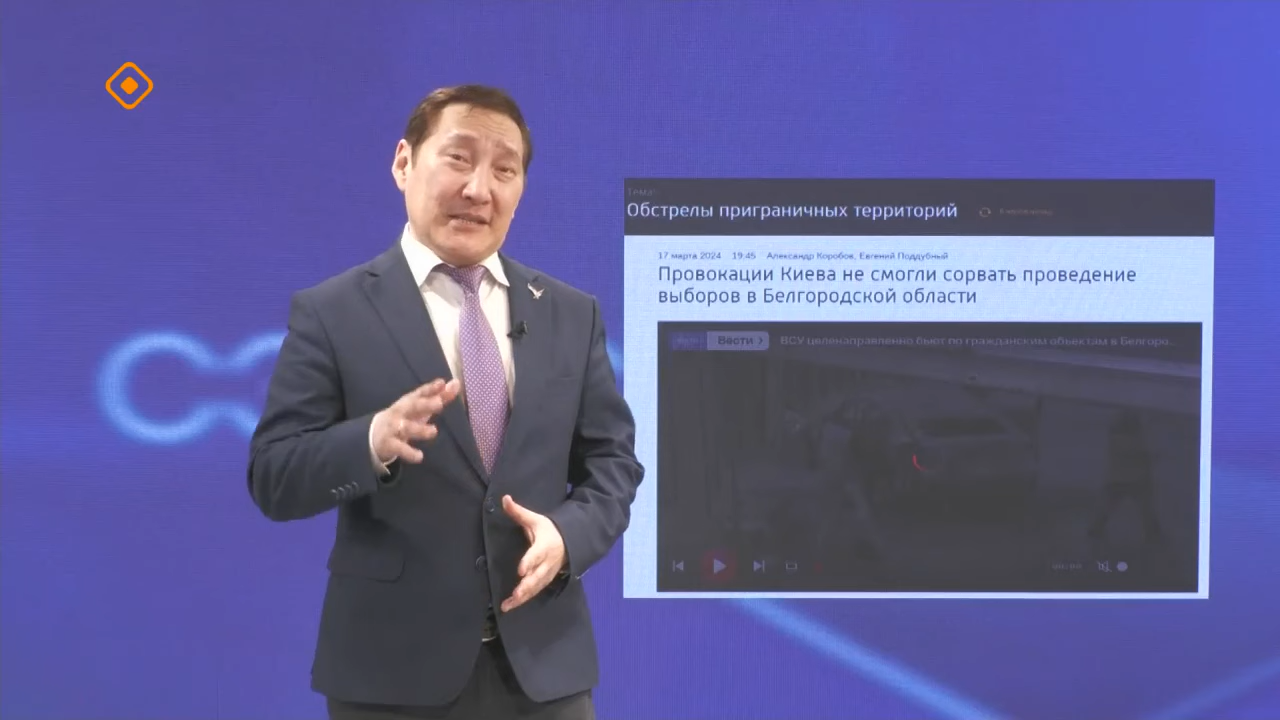 Тема:
Обстрелы приграничных территорий
17 марта 2024 19:45 Александр Коробов, Евгений Поддубный
Провокации Киева не смогли сорвать проведение
выборов в Белгородской области
Вести
ВСУ целенаправленно бьют по гражданским объектам в Белгоро...